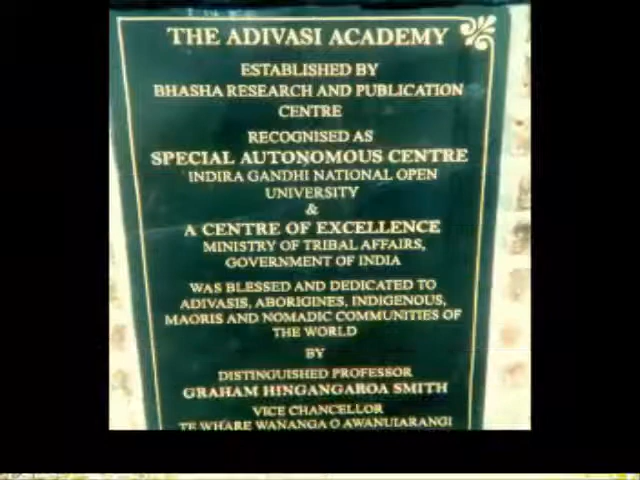 THE ADIVASI ACADEMY
ESTABLISHED BY
BHASHA RESEARCH AND PUBLICATION
CENTRE
RECOGNISED AS
SPECIAL AUTONOMOUS CENTRE
INDIRA GANDHI NATIONAL OPEN
UNIVERSITY
&
A CENTRE OF EXCELLENCE
MINISTRY OF TRIBAL AFFAIRS,
GOVERNMENT OF INDIA
WAS BLESSED AND DEDICATED TO
ADIVASIS, ABORIGINES, INDIGENOUS,
MAORIS AND NOMADIC COMMUNITIES OF
THE WORLD
BY
DISTINGUISHED PROFESSOR
GRAHAM HINGANGAROA SMITH
VICE CHANCELLOR
TE WHARE WANANGA O AWANUIARANGI